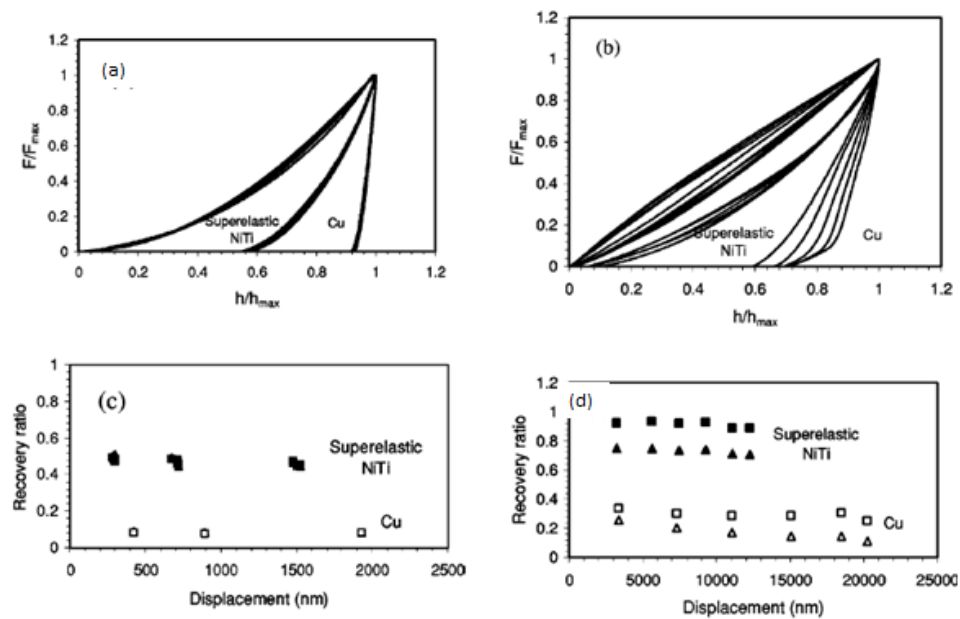 (a)
1.2
1
0.8
0.6
0.4
0.2
0
F/Fmax
Superelastic
NiTi
Cu
0 0.2 0.4 0.6 0.8 1 1.2
h/hmax
(b)
1.2
1
0.8
0.6
0.4
0.2
0
F/Fmax
Superelastic
NiTi
Cu
0 0.2 0.4 0.6 0.8 1 1.2
h/hmax
(c)
1
0.8
0.6
0.4
0.2
0
Recovery ratio
Superelastic
NiTi
Cu
0 500 1000 1500 2000 2500
Displacement (nm)
(d)
1.2
1
0.8
0.6
0.4
0.2
0
Recovery ratio
Superelastic
NiTi
Cu
0 5000 10000 15000 20000 25000
Displacement (nm)